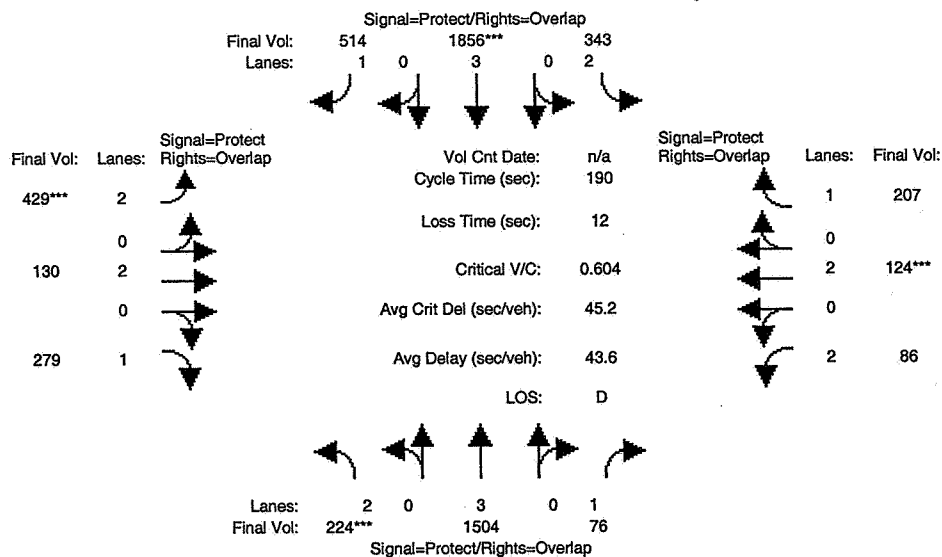 Signal=Protect/Rights=Overlap
Final Vol: 514 1856*** 343
Lanes: 1 0 3 0 2
Signal=Protect
Rights=Overlap
Final Vol: Lanes:
Vol Cnt Date: n/a
Signal=Protect
Rights=Overlap
Lanes: Final Vol:
Cycle Time (sec): 190
429*** 2
1 207
Loss Time (sec): 12
0
0
130 2
Critical V/C: 0.604
2 124***
0
Avg Crit Del (sec/veh): 45.2
0
279 1
Avg Delay (sec/veh): 43.6
2 86
LOS: D
Lanes: 2 0 3 0 1
Final Vol: 224*** 1504 76
Signal=Protect/Rights=Overlap